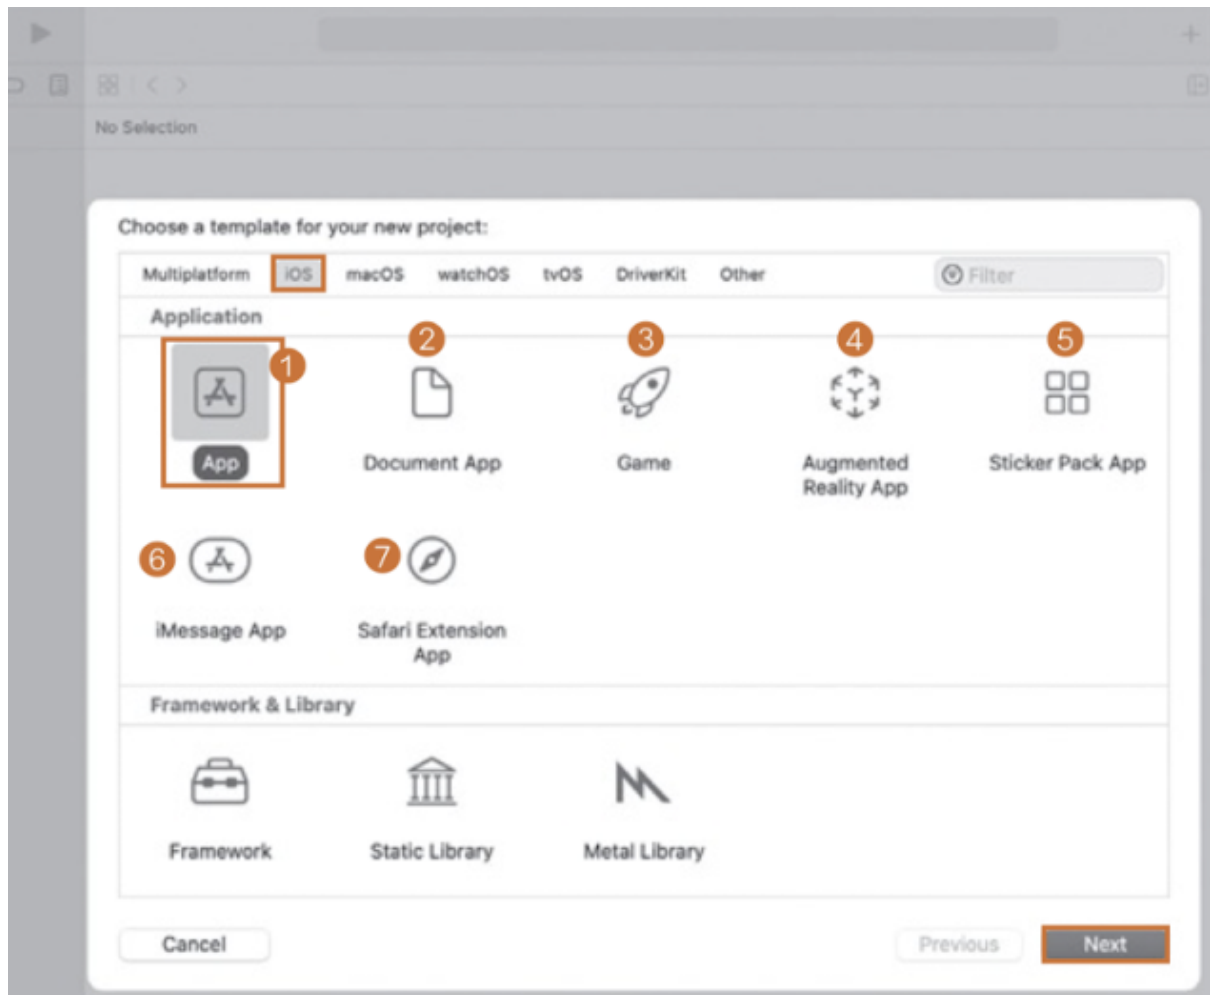 No Selection
Choose a template for your new project:
Multiplatform iOS macOS watchOS tvOS DriverKit Other Filter
Application
1 2 3 4 5
App Document App Game Augmented Reality App Sticker Pack App
6 7
iMessage App Safari Extension App
Framework & Library
Framework Static Library Metal Library
Cancel Previous Next